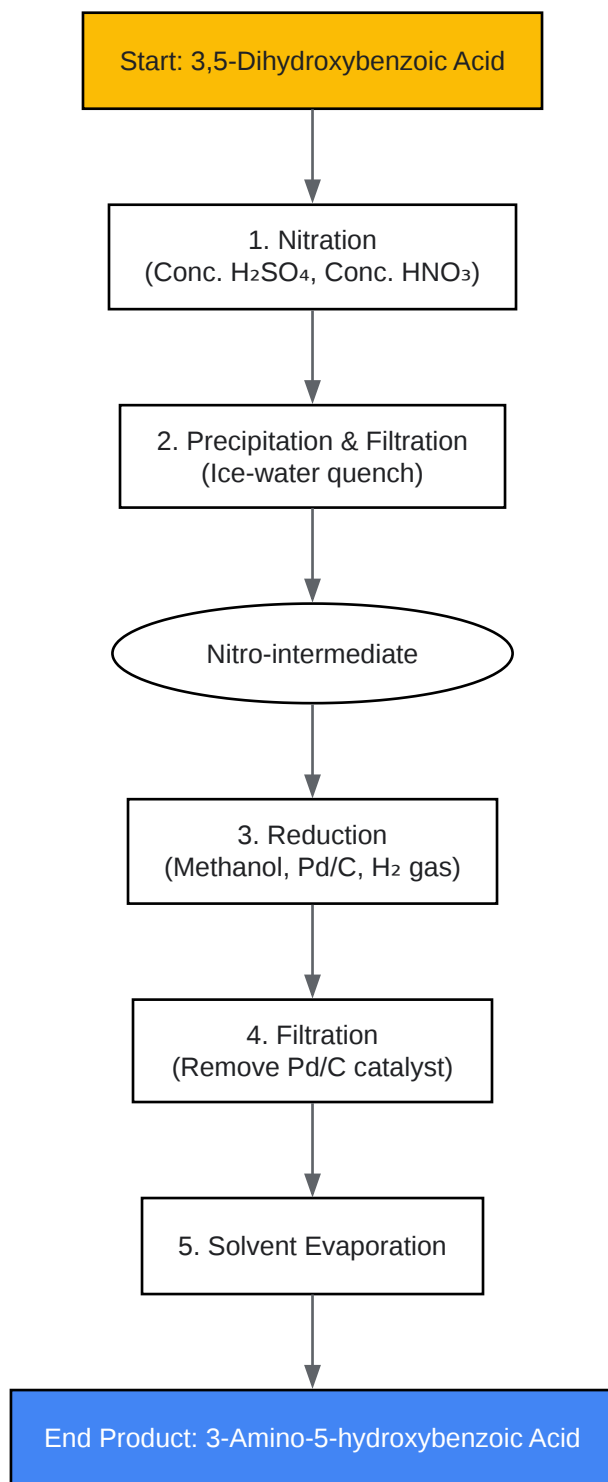 Start: 3,5-Dihydroxybenzoic Acid
1. Nitration
(Conc. H₂SO₄, Conc. HNO₃)
2. Precipitation & Filtration
(Ice-water quench)
Nitro-intermediate
3. Reduction
(Methanol, Pd/C, H₂ gas)
4. Filtration
(Remove Pd/C catalyst)
5. Solvent Evaporation
End Product: 3-Amino-5-hydroxybenzoic Acid